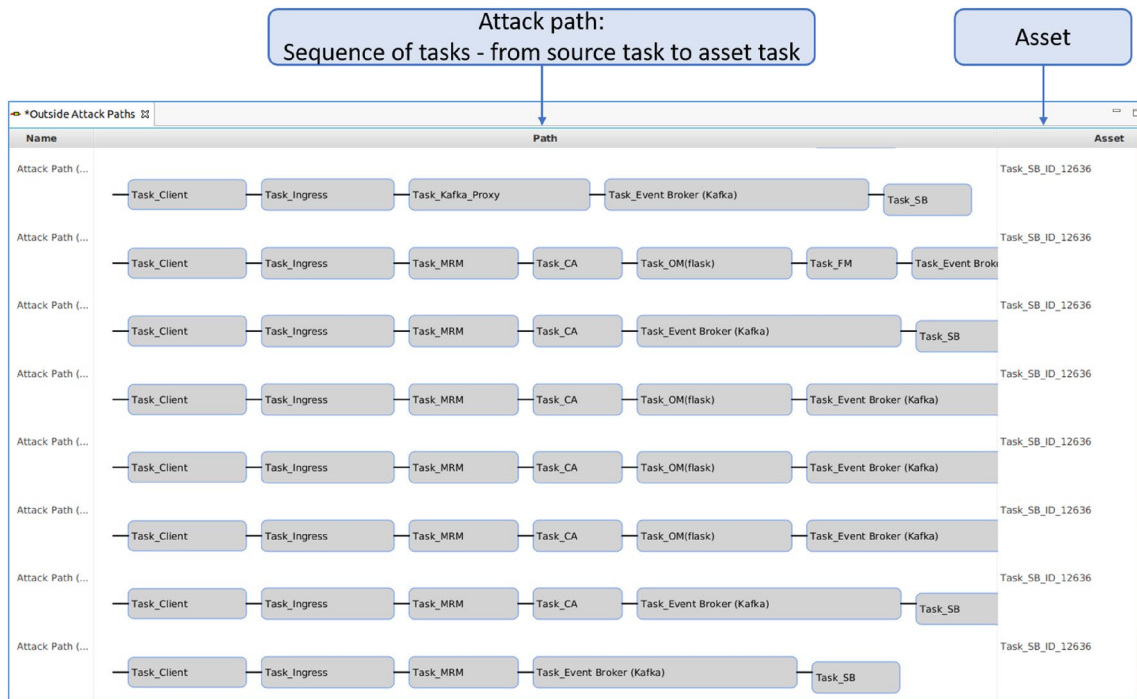 Attack path:
Sequence of tasks - from source task to asset task
Asset
*Outside Attack Paths
Name Path Asset
Attack Path (... Task_SB_ID_12636
Task_Client Task_Ingress Task_Kafka_Proxy Task_Event Broker (Kafka) Task_SB
Attack Path (... Task_SB_ID_12636
Task_Client Task_Ingress Task_MRM Task_CA Task_OM(flask) Task_FM Task_Event Brok
Attack Path (... Task_SB_ID_12636
Task_Client Task_Ingress Task_MRM Task_CA Task_Event Broker (Kafka) Task_SB
Attack Path (... Task_SB_ID_12636
Task_Client Task_Ingress Task_MRM Task_CA Task_OM(flask) Task_Event Broker (Kafka)
Attack Path (... Task_SB_ID_12636
Task_Client Task_Ingress Task_MRM Task_CA Task_OM(flask) Task_Event Broker (Kafka)
Attack Path (... Task_SB_ID_12636
Task_Client Task_Ingress Task_MRM Task_CA Task_OM(flask) Task_Event Broker (Kafka)
Attack Path (... Task_SB_ID_12636
Task_Client Task_Ingress Task_MRM Task_CA Task_Event Broker (Kafka) Task_SB
Attack Path (... Task_SB_ID_12636
Task_Client Task_Ingress Task_MRM Task_Event Broker (Kafka) Task_SB